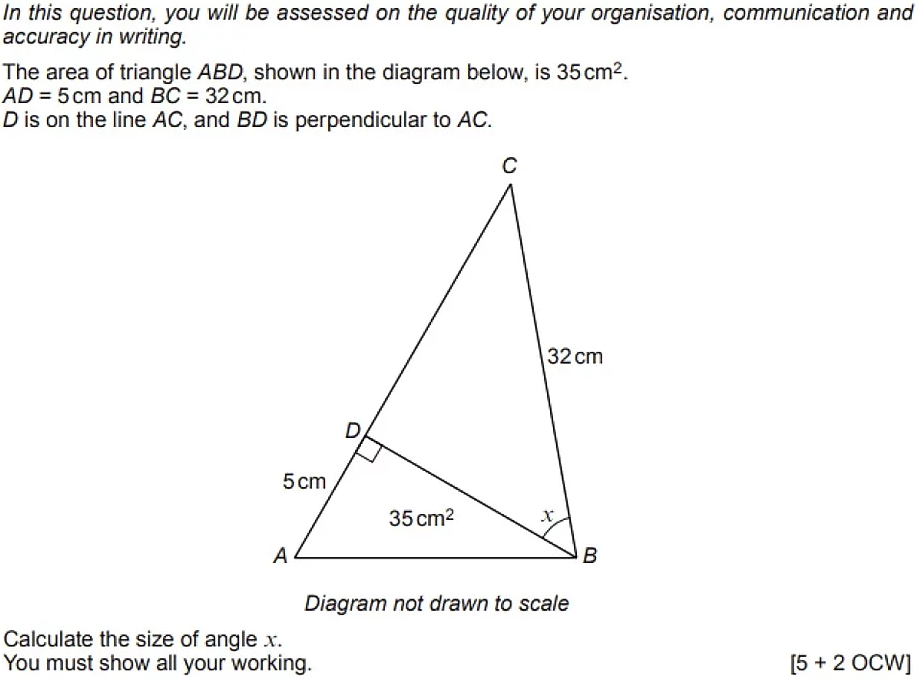 In this question, you will be assessed on the quality of your organisation, communication and
accuracy in writing.
The area of triangle ABD, shown in the diagram below, is 35 cm².
AD = 5 cm and BC = 32 cm.
D is on the line AC, and BD is perpendicular to AC.
C
32 cm
D
5 cm
35 cm²
x
A
B
Diagram not drawn to scale
Calculate the size of angle x.
You must show all your working.
[5 + 2 OCW]